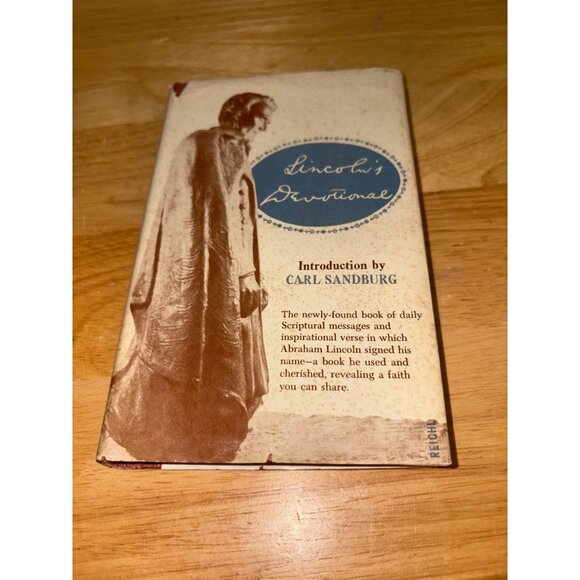 Lincoln's
Devotional
Introduction by
CARL SANDBURG
The newly-found book of daily
Scriptural messages and
inspirational verse in which
Abraham Lincoln signed his
name—a book he used and
cherished, revealing a faith
you can share.
REICHL